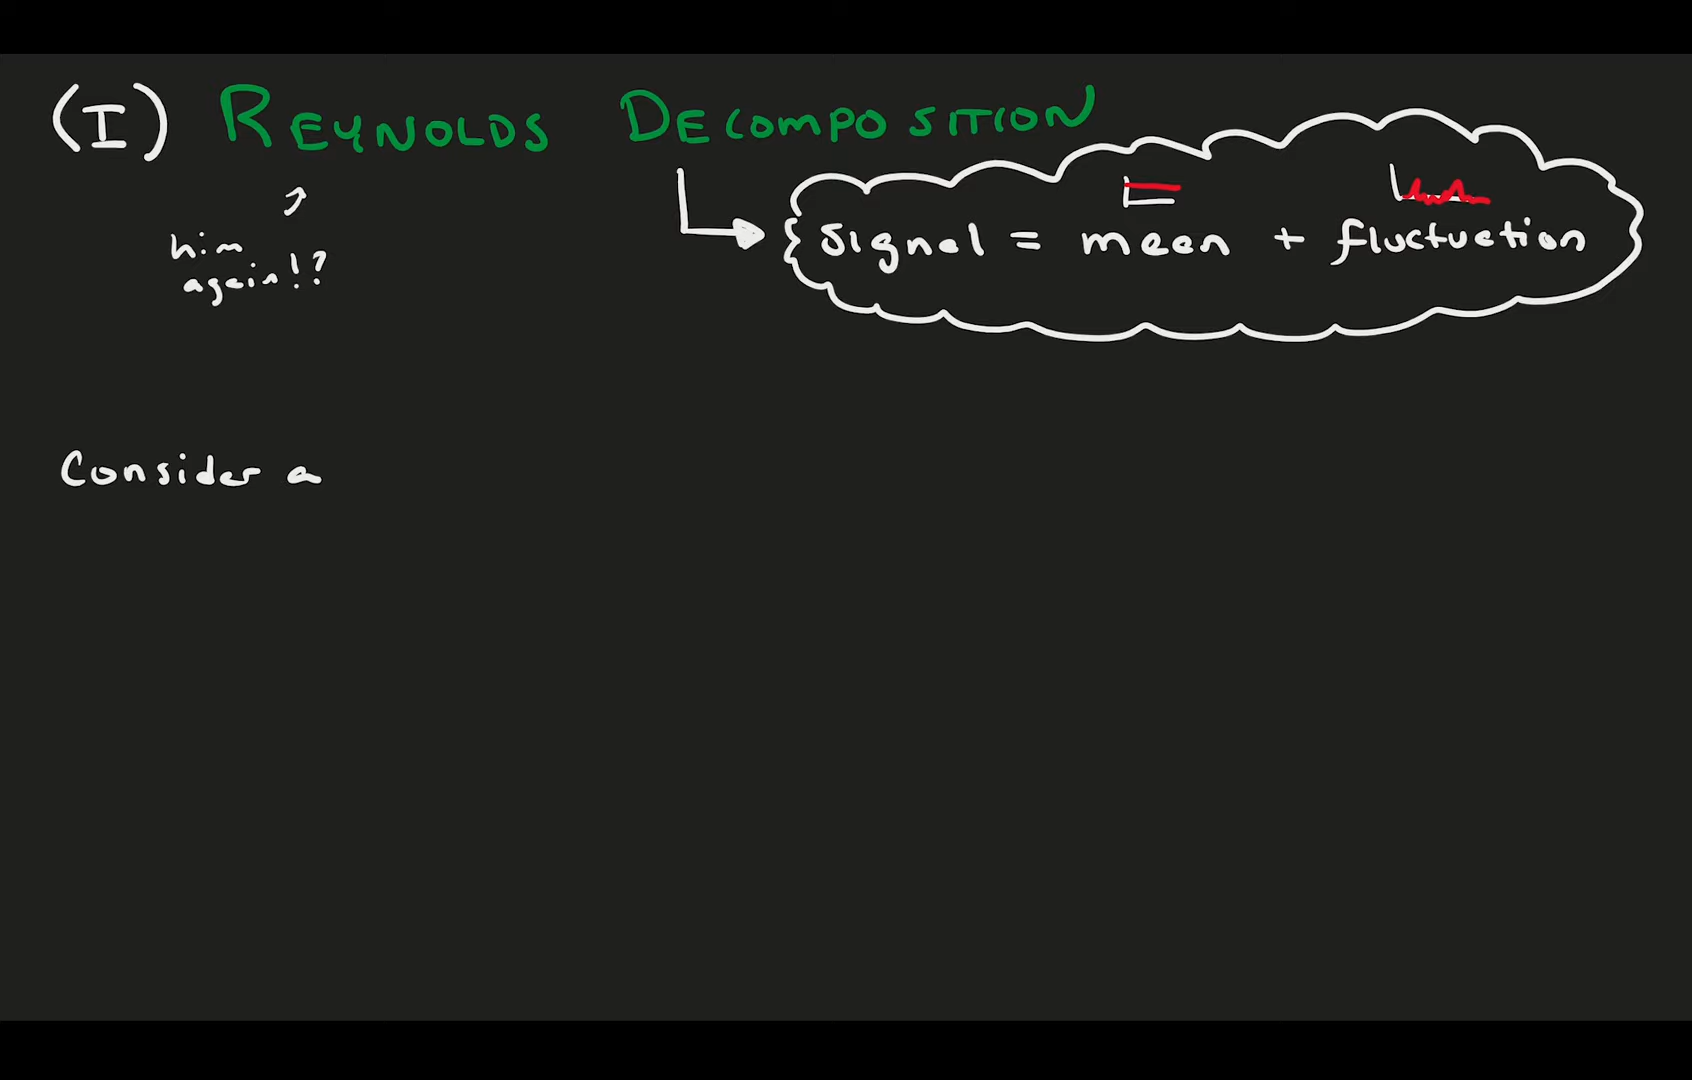 (I) REYNOLDS DECOMPOSITION
him
again!?
signal = mean + fluctuation
Consider a